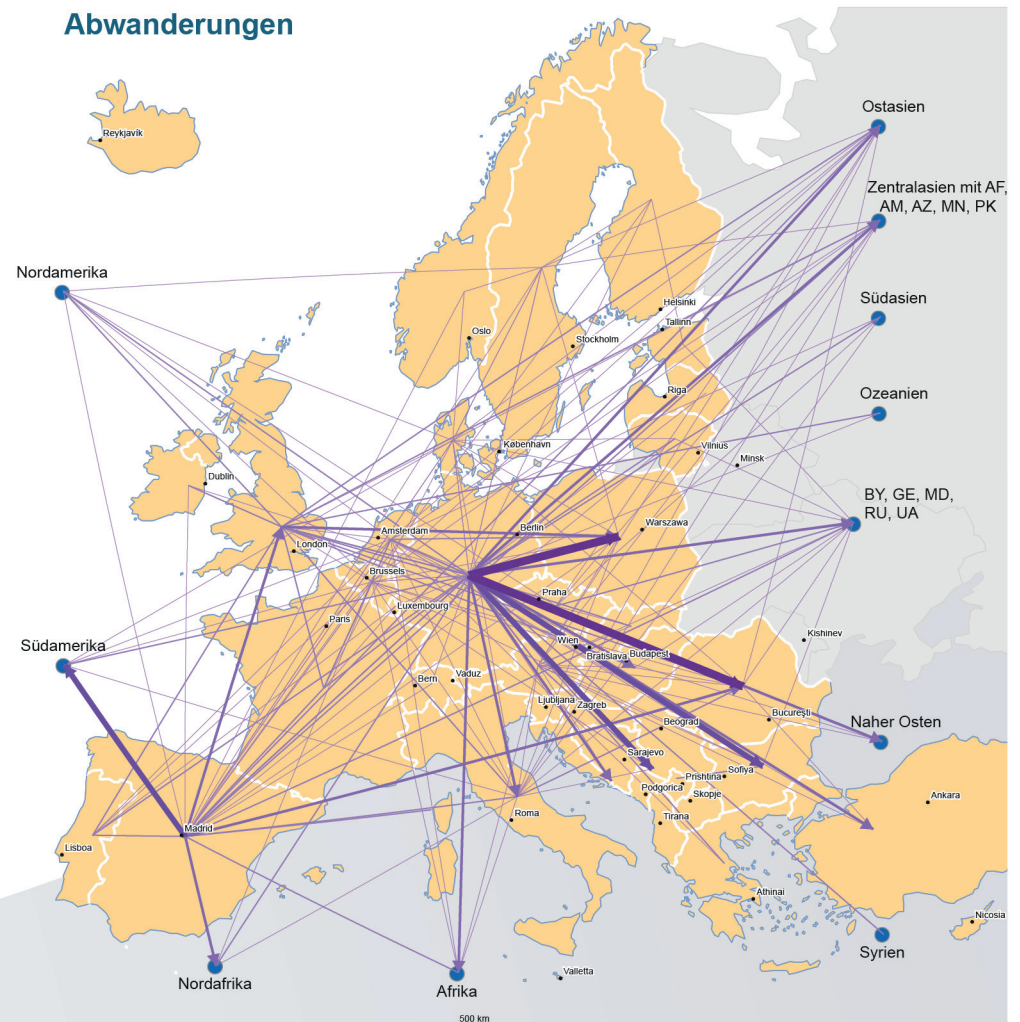 Abwanderungen
Reykjavík
Ostasien
Zentralasien mit AF,
AM, AZ, MN, PK
Nordamerika
Südasien
Helsinki
Tallinn
Oslo
Stockholm
Riga
Ozeanien
København
Vilnius
Minsk
Dublin
BY, GE, MD,
RU, UA
Warszawa
Berlin
Amsterdam
London
Brussels
Praha
Luxembourg
Paris
Kishinev
Wien
Bratislava
Budapest
Südamerika
Vaduz
Bern
Ljubljana
Zagreb
Bucureşti
Beograd
Naher Osten
Sarajevo
Sofiya
Prishtina
Podgorica
Skopje
Ankara
Roma
Tirana
Madrid
Lisboa
Athinai
Nicosia
Syrien
Valletta
Nordafrika
Afrika
500 km